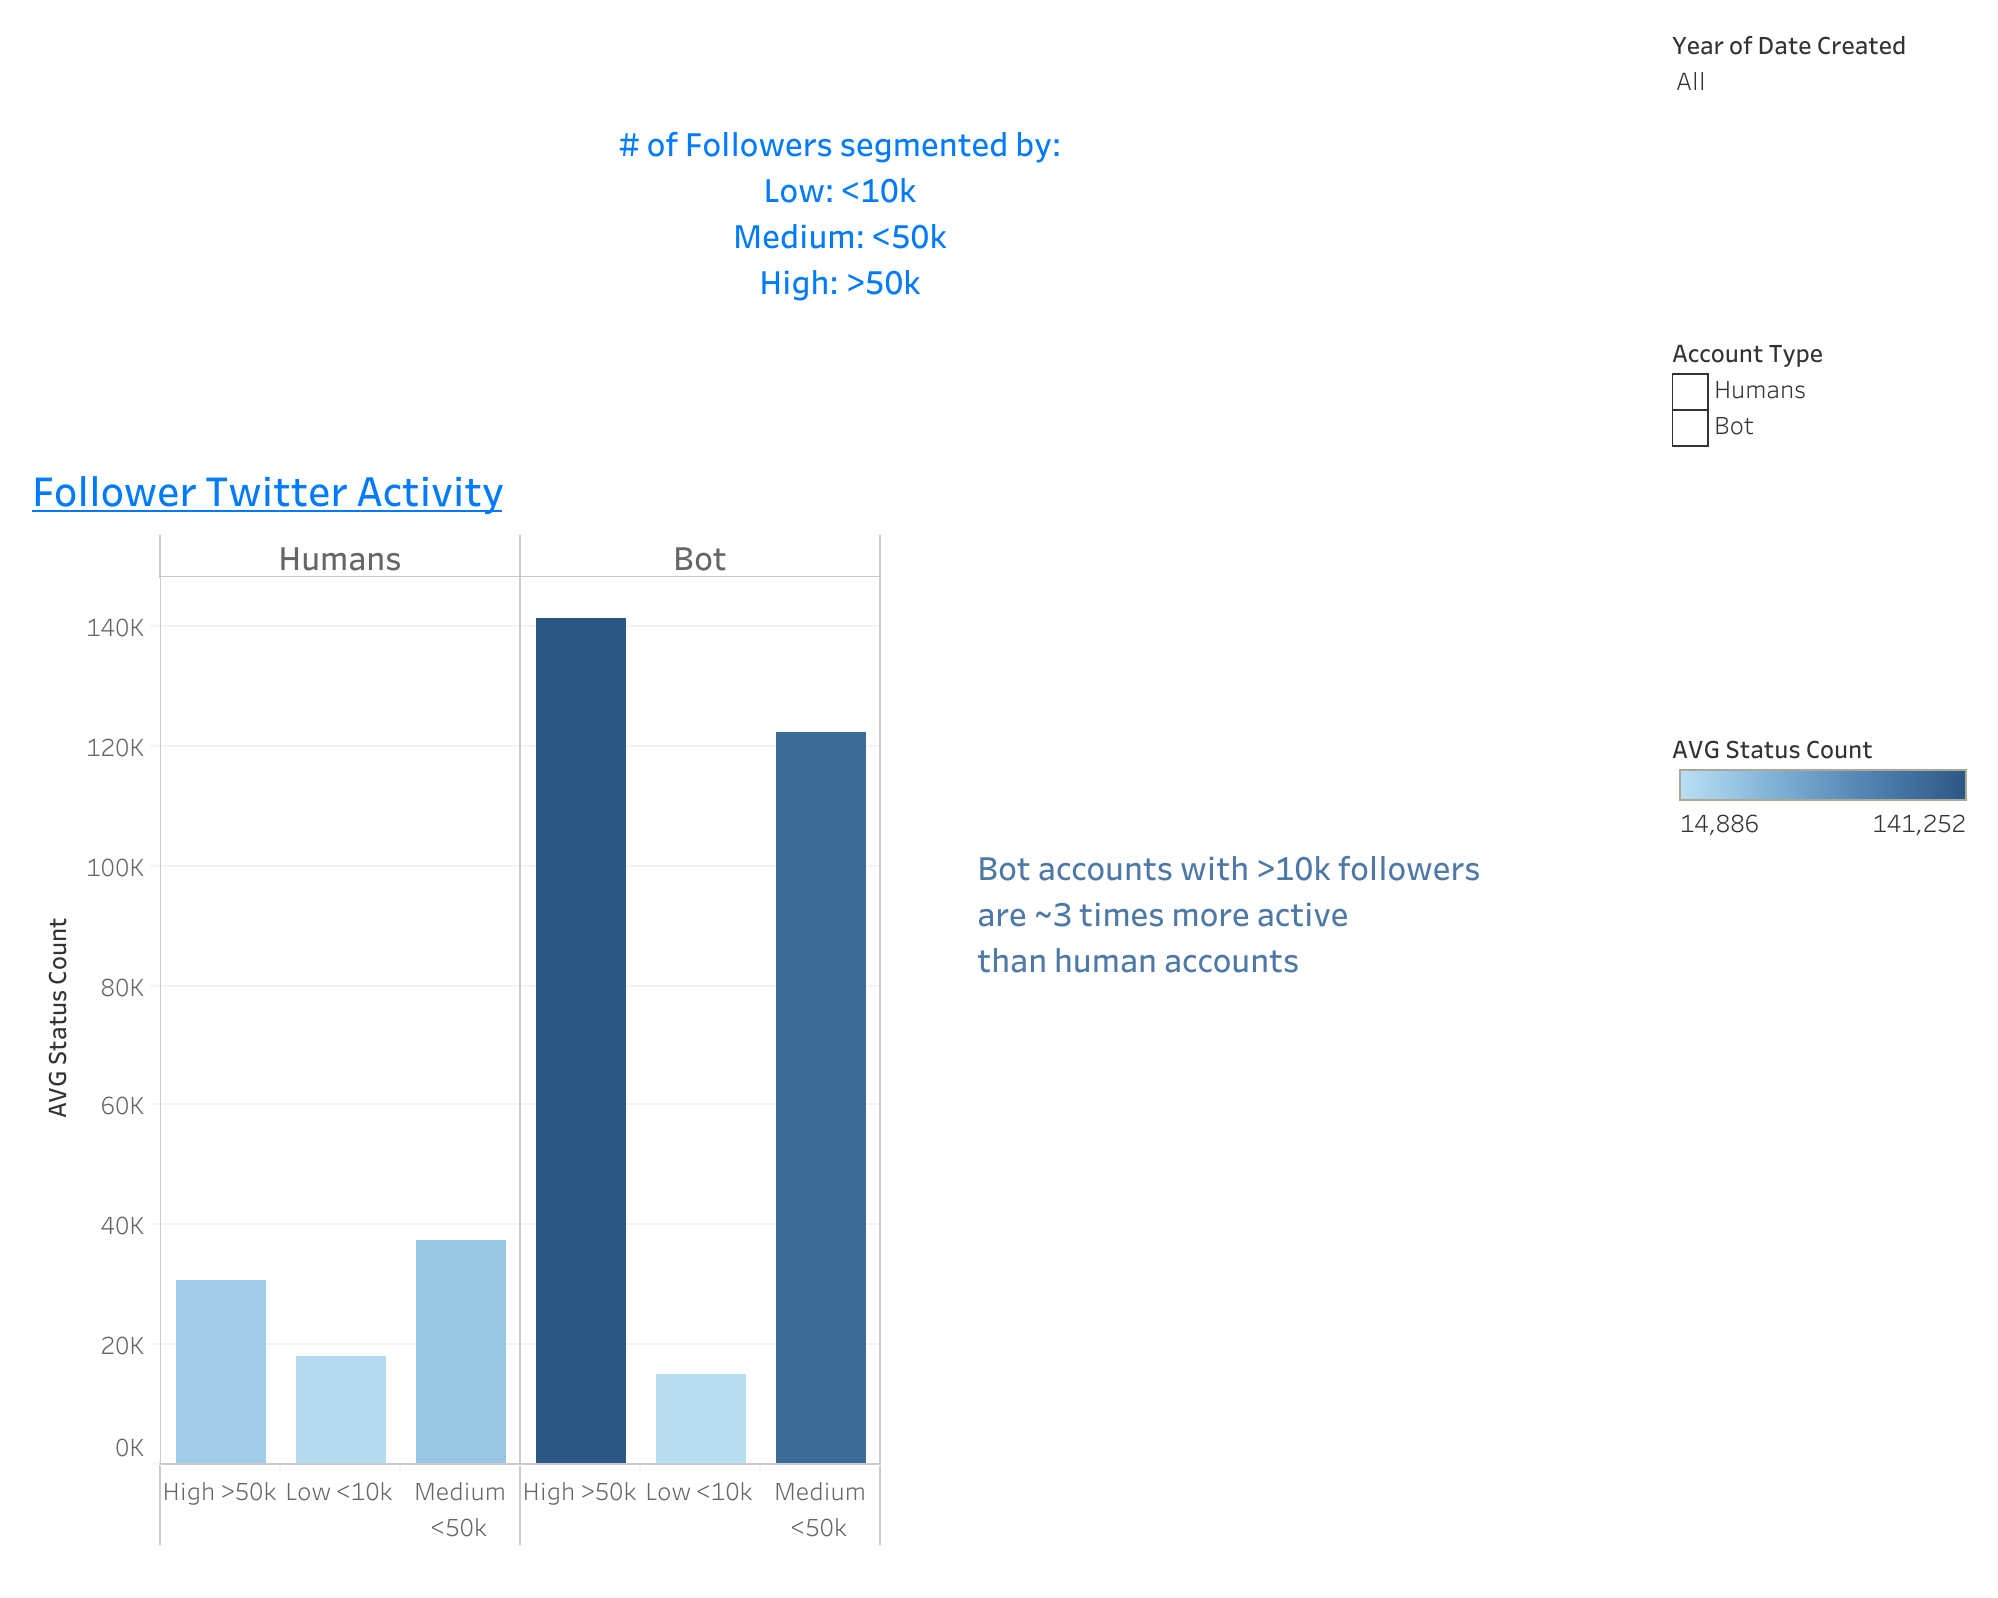 Year of Date Created
All
# of Followers segmented by:
Low: <10k
Medium: <50k
High: >50k
Account Type
Humans
Bot
Follower Twitter Activity
Humans
Bot
140K
120K
100K
80K
60K
40K
20K
0K
AVG Status Count
High >50k
Low <10k
Medium
<50k
High >50k
Low <10k
Medium
<50k
AVG Status Count
14,886
141,252
Bot accounts with >10k followers
are ~3 times more active
than human accounts